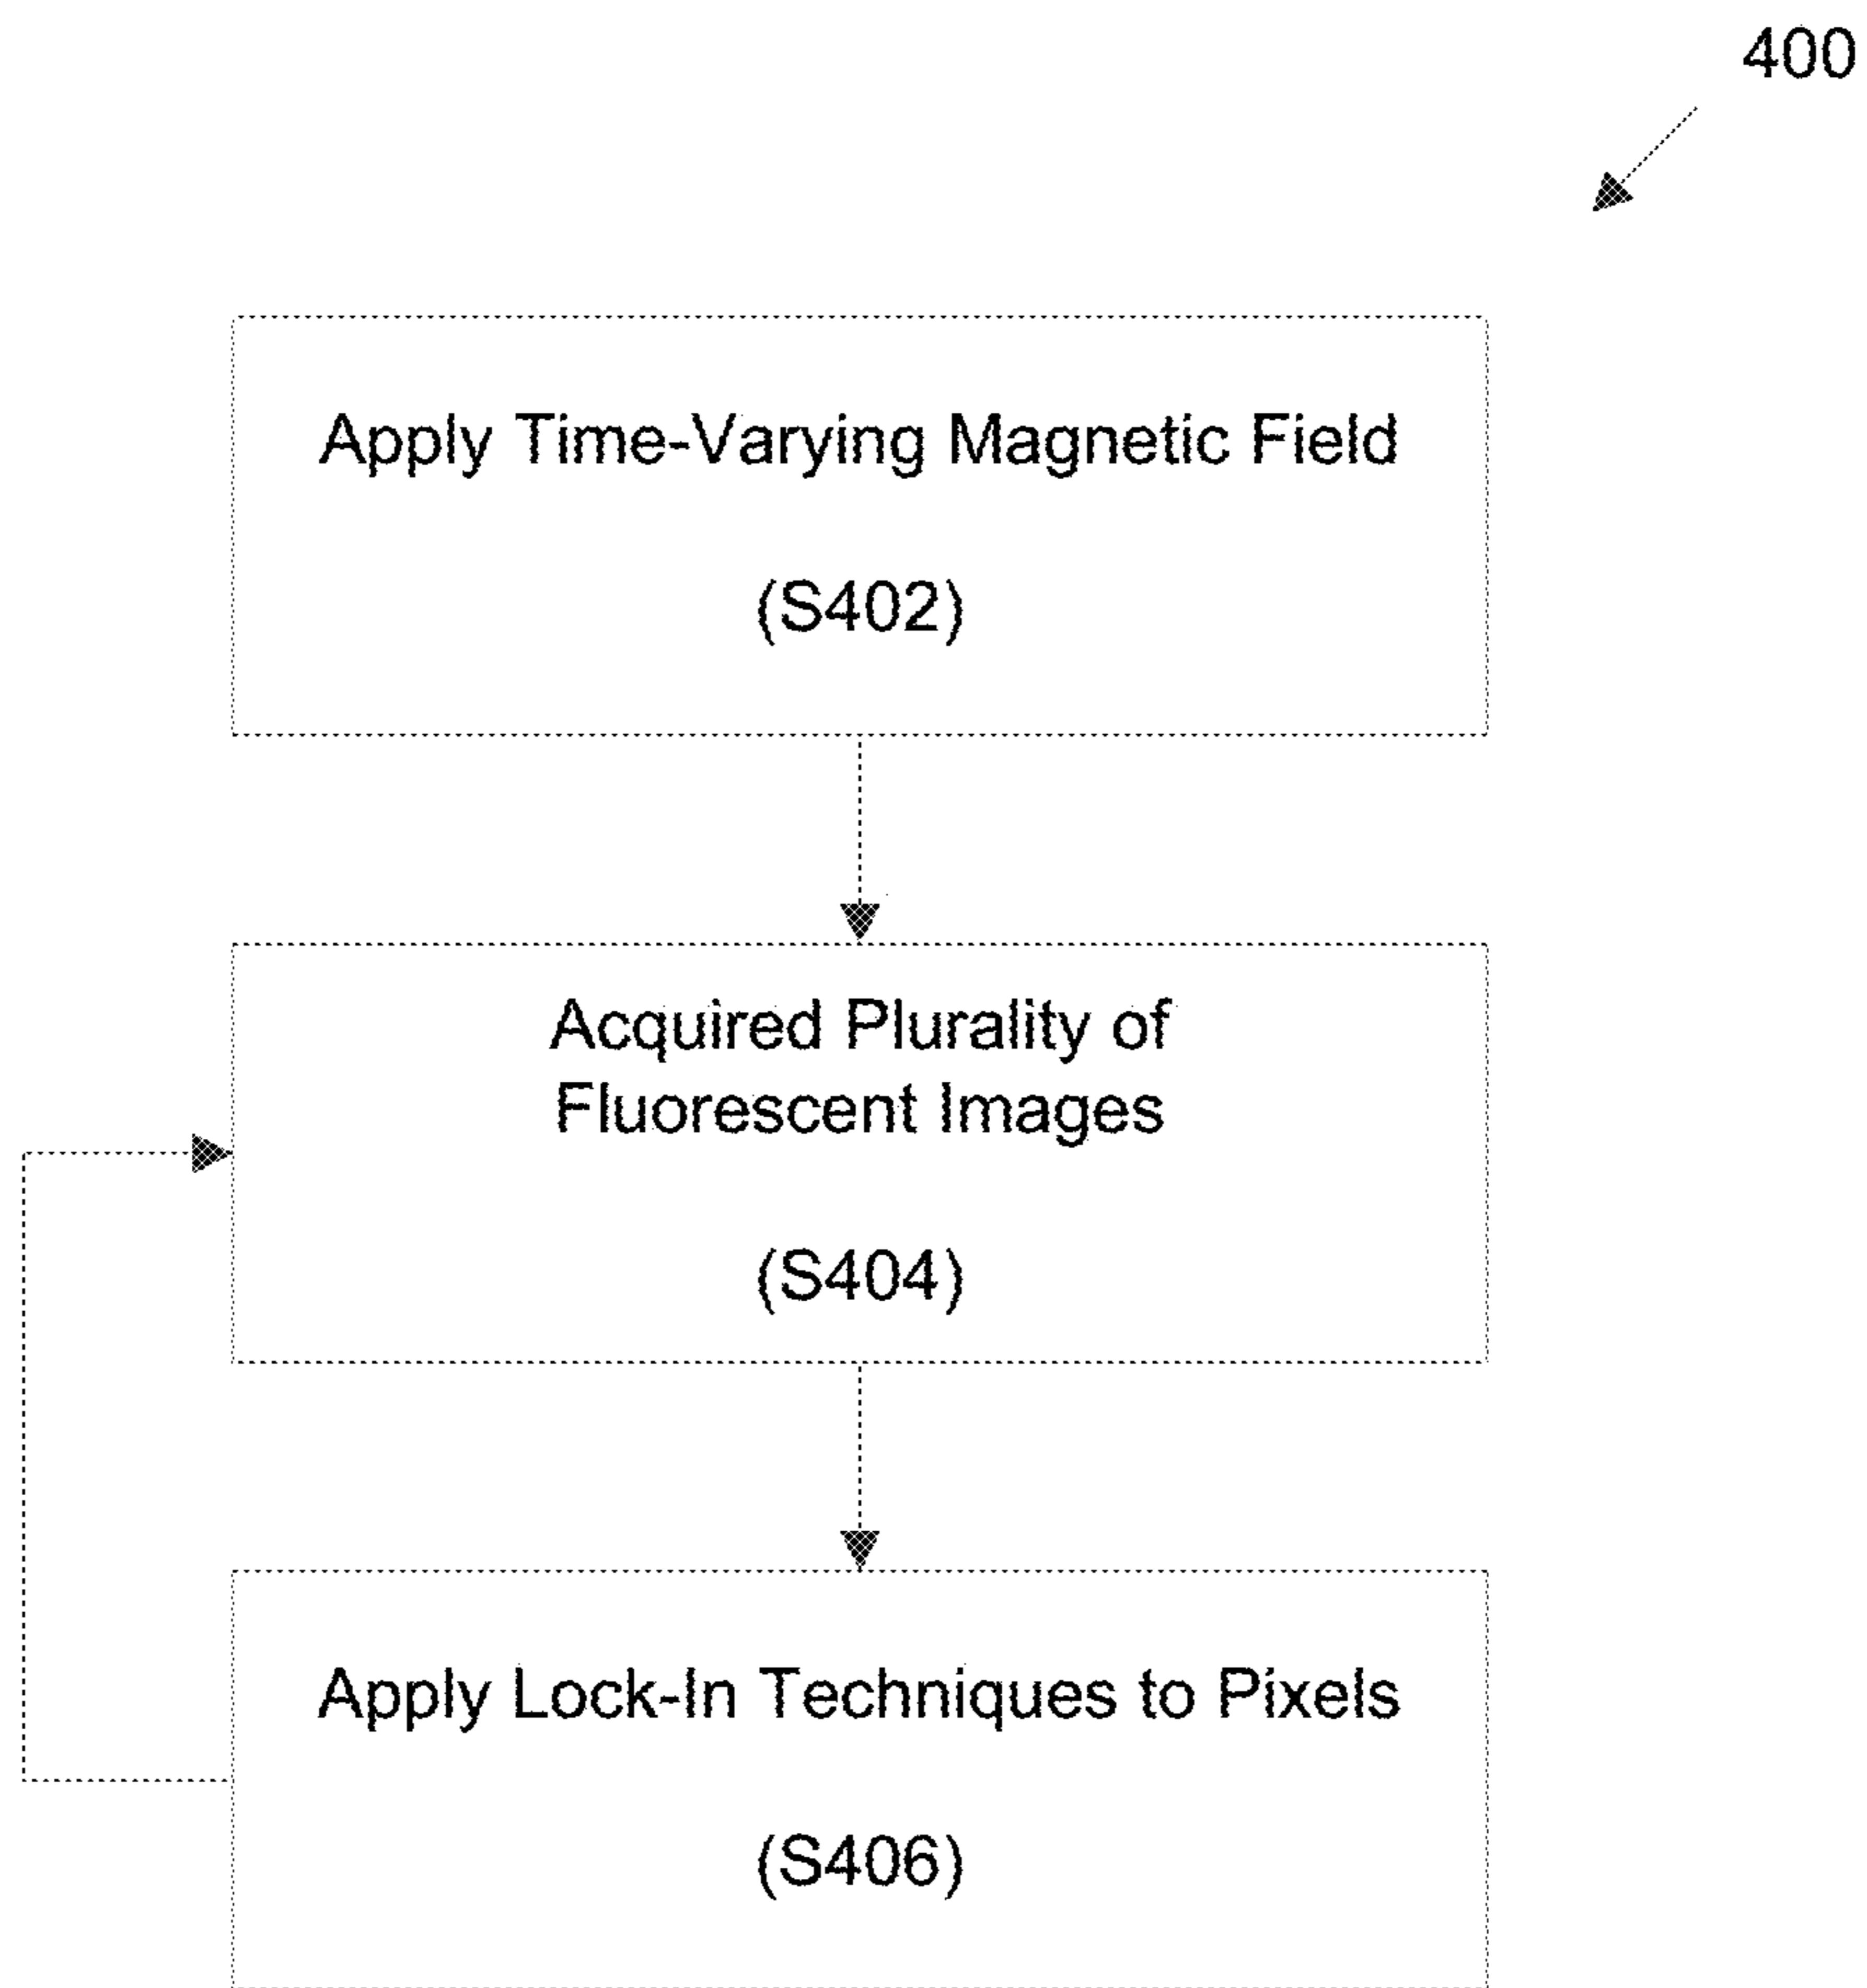 400
Apply Time-Varying Magnetic Field
(S402)
Acquired Plurality of
Fluorescent Images
(S404)
Apply Lock-In Techniques to Pixels
(S406)